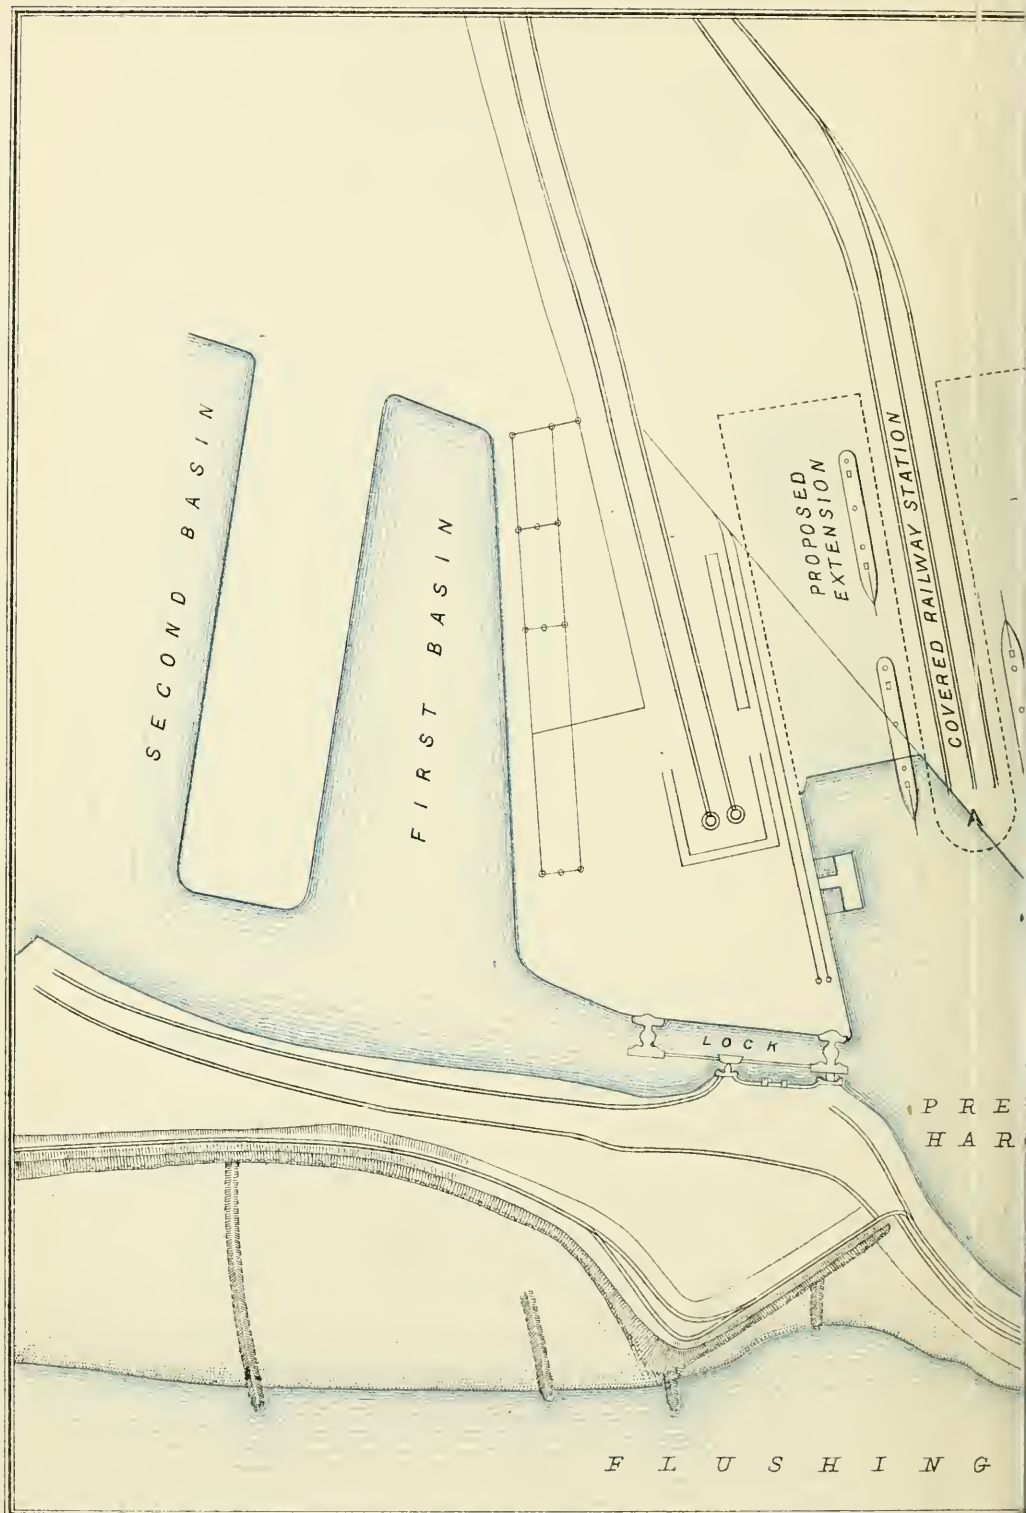 SECOND BASIN
FIRST BASIN
PROPOSED
EXTENSION
COVERED RAILWAY STATION
A
LOCK
PRE
HAR
FLUSHING